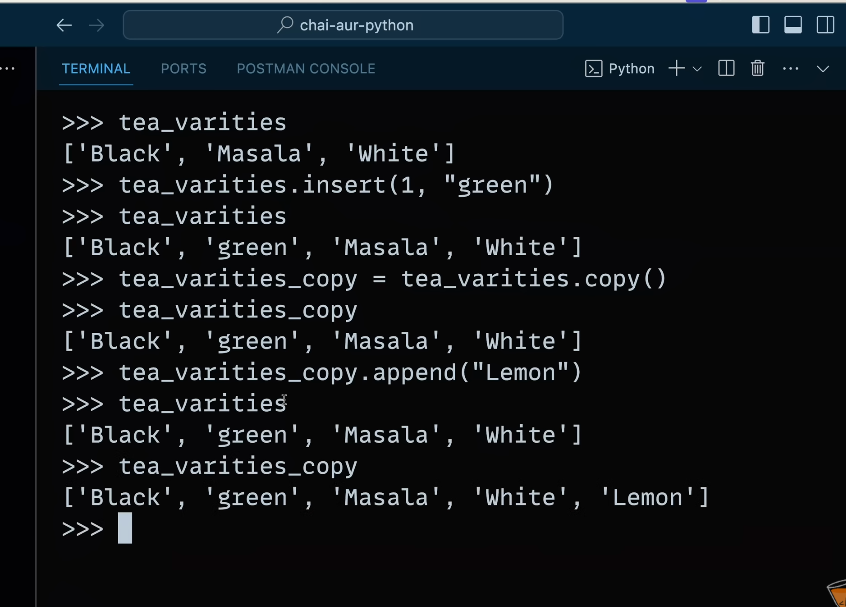 chai-aur-python
TERMINAL PORTS POSTMAN CONSOLE Python
>>> tea_varities
['Black', 'Masala', 'White']
>>> tea_varities.insert(1, "green")
>>> tea_varities
['Black', 'green', 'Masala', 'White']
>>> tea_varities_copy = tea_varities.copy()
>>> tea_varities_copy
['Black', 'green', 'Masala', 'White']
>>> tea_varities_copy.append("Lemon")
>>> tea_varities
['Black', 'green', 'Masala', 'White']
>>> tea_varities_copy
['Black', 'green', 'Masala', 'White', 'Lemon']
>>>